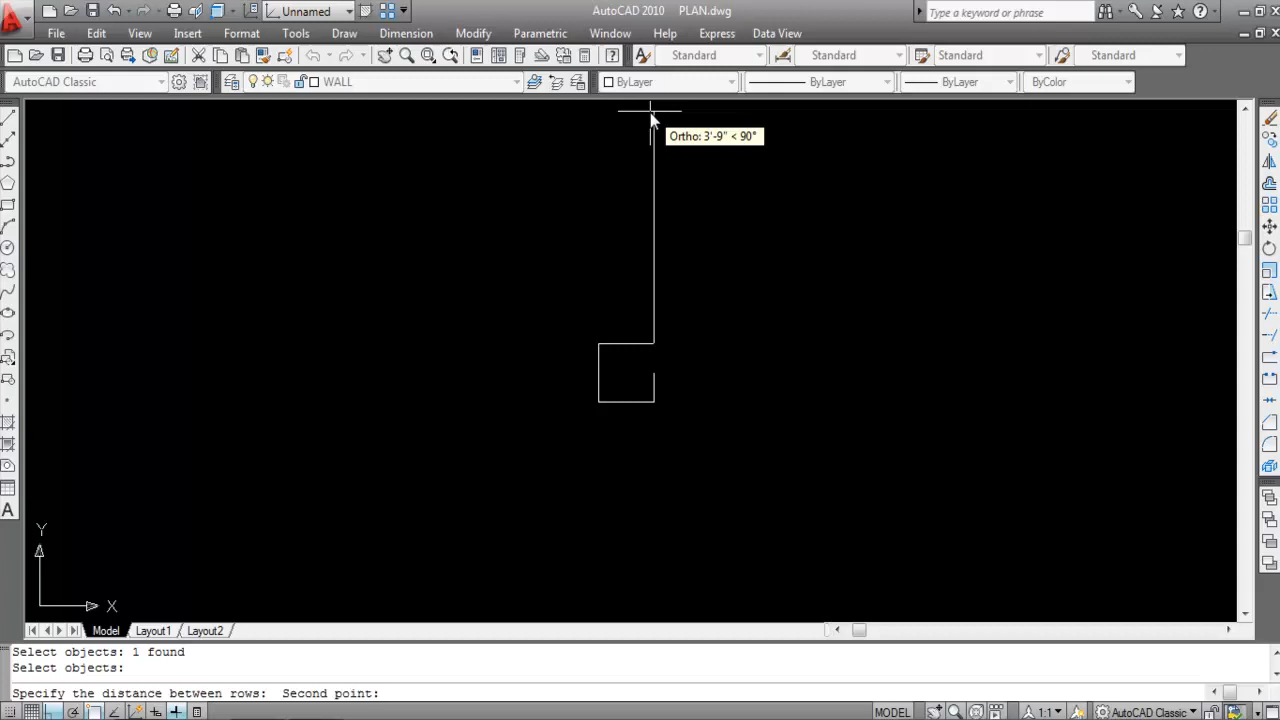 Unnamed
AutoCAD 2010 PLAN.dwg
Type a keyword or phrase
File Edit View Insert Format Tools Draw Dimension Modify Parametric Window Help Express Data View
Standard Standard Standard Standard
AutoCAD Classic WALL ByLayer ByLayer ByLayer ByColor
Ortho: 3'-9" < 90°
Y
X
Model Layout1 Layout2
Select objects: 1 found
Select objects:
Specify the distance between rows: Second point:
MODEL 1:1 AutoCAD Classic